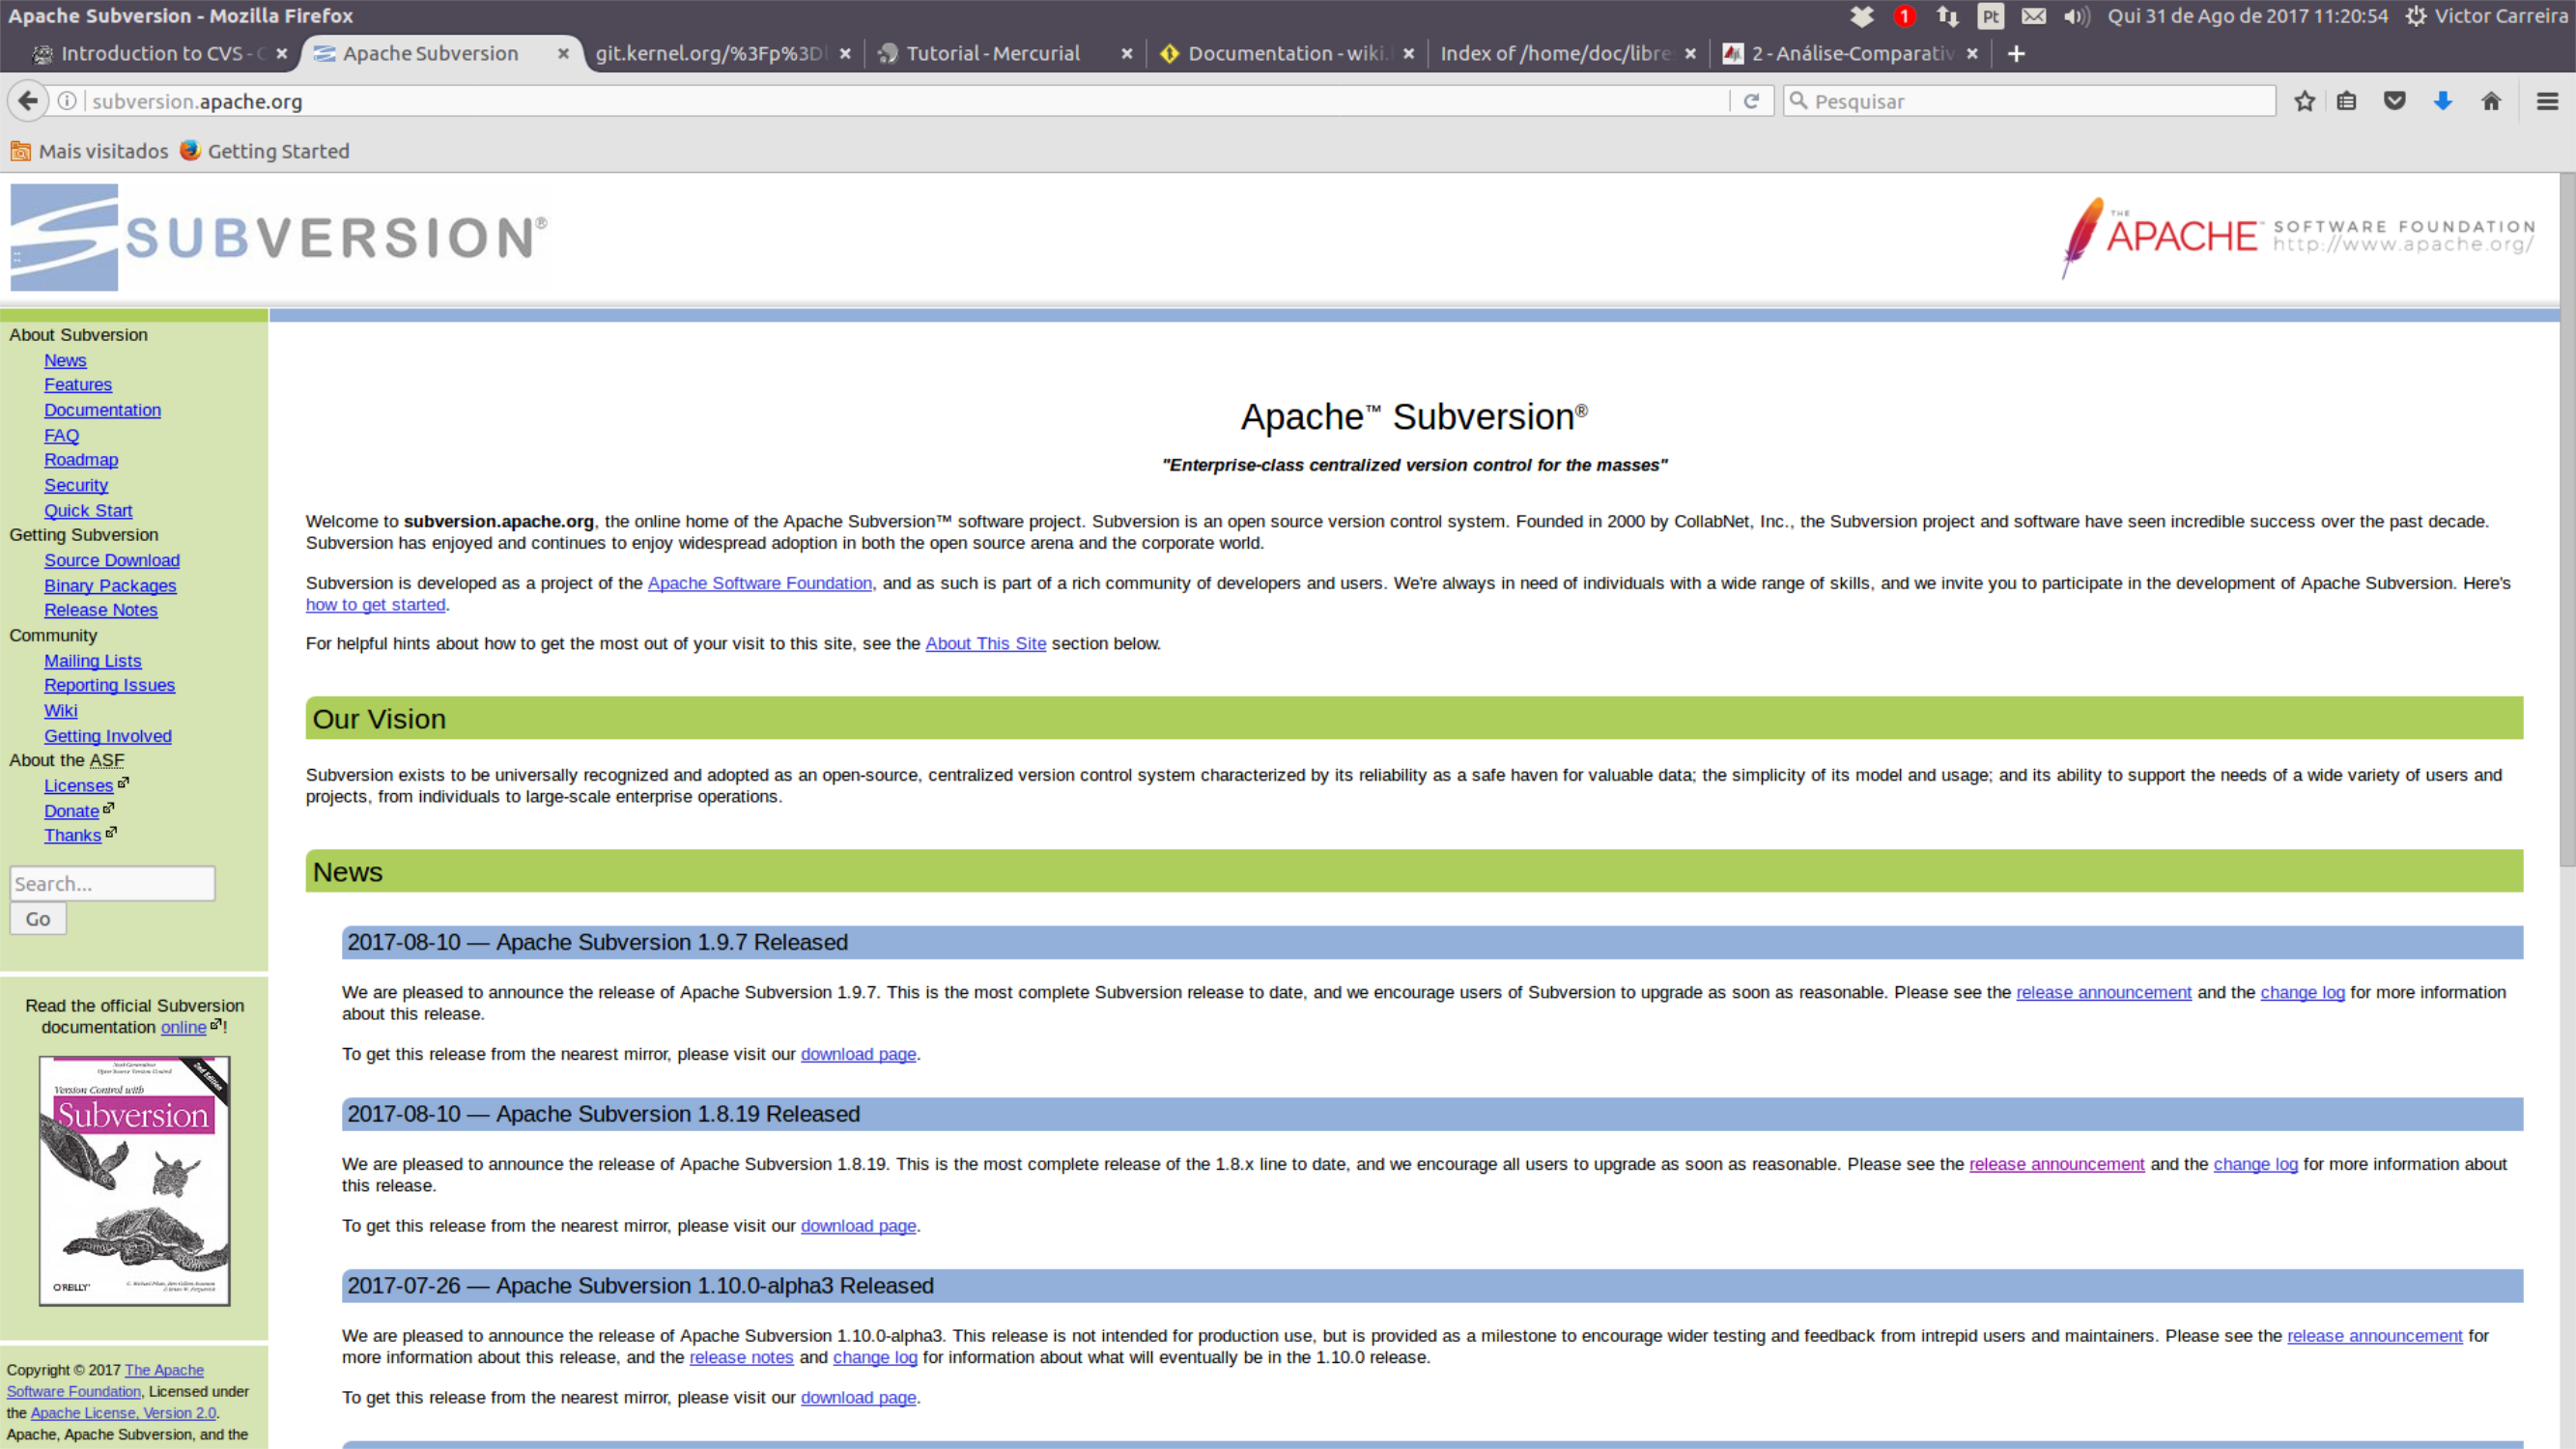 Apache Subversion - Mozilla Firefox
1 Pt Qui 31 de Ago de 2017 11:20:54 Victor Carreira
Introduction to CVS - C Apache Subversion git.kernel.org/%3Fp%3D Tutorial - Mercurial Documentation - wiki. Index of /home/doc/libre 2 - Análise-Comparativ
subversion.apache.org Pesquisar
Mais visitados Getting Started
SUBVERSION®
THE APACHE™ SOFTWARE FOUNDATION
http://www.apache.org/
About Subversion
News
Features
Documentation
FAQ
Roadmap
Security
Quick Start
Getting Subversion
Source Download
Binary Packages
Release Notes
Community
Mailing Lists
Reporting Issues
Wiki
Getting Involved
About the ASF
Licenses
Donate
Thanks
Search...
Go
Read the official Subversion
documentation online!
Next Generation
Open Source Version Control
2nd Edition
Version Control with
Subversion
O'REILLY®
Copyright © 2017 The Apache
Software Foundation, Licensed under
the Apache License, Version 2.0.
Apache, Apache Subversion, and the
Apache™ Subversion®
"Enterprise-class centralized version control for the masses"
Welcome to subversion.apache.org, the online home of the Apache Subversion™ software project. Subversion is an open source version control system. Founded in 2000 by CollabNet, Inc., the Subversion project and software have seen incredible success over the past decade.
Subversion has enjoyed and continues to enjoy widespread adoption in both the open source arena and the corporate world.
Subversion is developed as a project of the Apache Software Foundation, and as such is part of a rich community of developers and users. We're always in need of individuals with a wide range of skills, and we invite you to participate in the development of Apache Subversion. Here's
how to get started.
For helpful hints about how to get the most out of your visit to this site, see the About This Site section below.
Our Vision
Subversion exists to be universally recognized and adopted as an open-source, centralized version control system characterized by its reliability as a safe haven for valuable data; the simplicity of its model and usage; and its ability to support the needs of a wide variety of users and
projects, from individuals to large-scale enterprise operations.
News
2017-08-10 — Apache Subversion 1.9.7 Released
We are pleased to announce the release of Apache Subversion 1.9.7. This is the most complete Subversion release to date, and we encourage users of Subversion to upgrade as soon as reasonable. Please see the release announcement and the change log for more information
about this release.
To get this release from the nearest mirror, please visit our download page.
2017-08-10 — Apache Subversion 1.8.19 Released
We are pleased to announce the release of Apache Subversion 1.8.19. This is the most complete release of the 1.8.x line to date, and we encourage all users to upgrade as soon as reasonable. Please see the release announcement and the change log for more information about
this release.
To get this release from the nearest mirror, please visit our download page.
2017-07-26 — Apache Subversion 1.10.0-alpha3 Released
We are pleased to announce the release of Apache Subversion 1.10.0-alpha3. This release is not intended for production use, but is provided as a milestone to encourage wider testing and feedback from intrepid users and maintainers. Please see the release announcement for
more information about this release, and the release notes and change log for information about what will eventually be in the 1.10.0 release.
To get this release from the nearest mirror, please visit our download page.